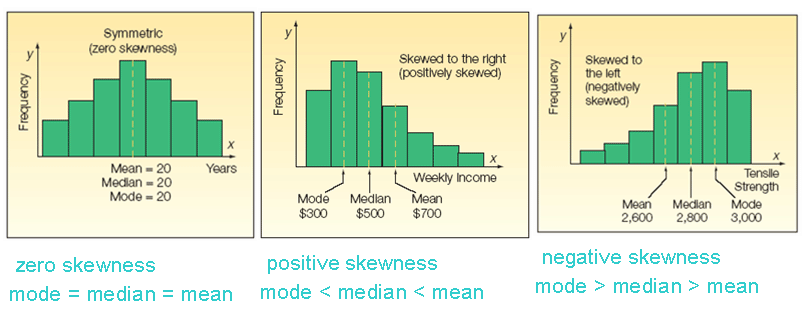 Symmetric
(zero skewness)
y
Frequency
x
Years
Mean = 20
Median = 20
Mode = 20
y
Skewed to the right
(positively skewed)
Frequency
x
Weekly Income
Mode
$300
Median
$500
Mean
$700
y
Skewed to
the left
(negatively
skewed)
Frequency
x
Tensile
Strength
Mean
2,600
Median
2,800
Mode
3,000
zero skewness
mode = median = mean
positive skewness
mode < median < mean
negative skewness
mode > median > mean